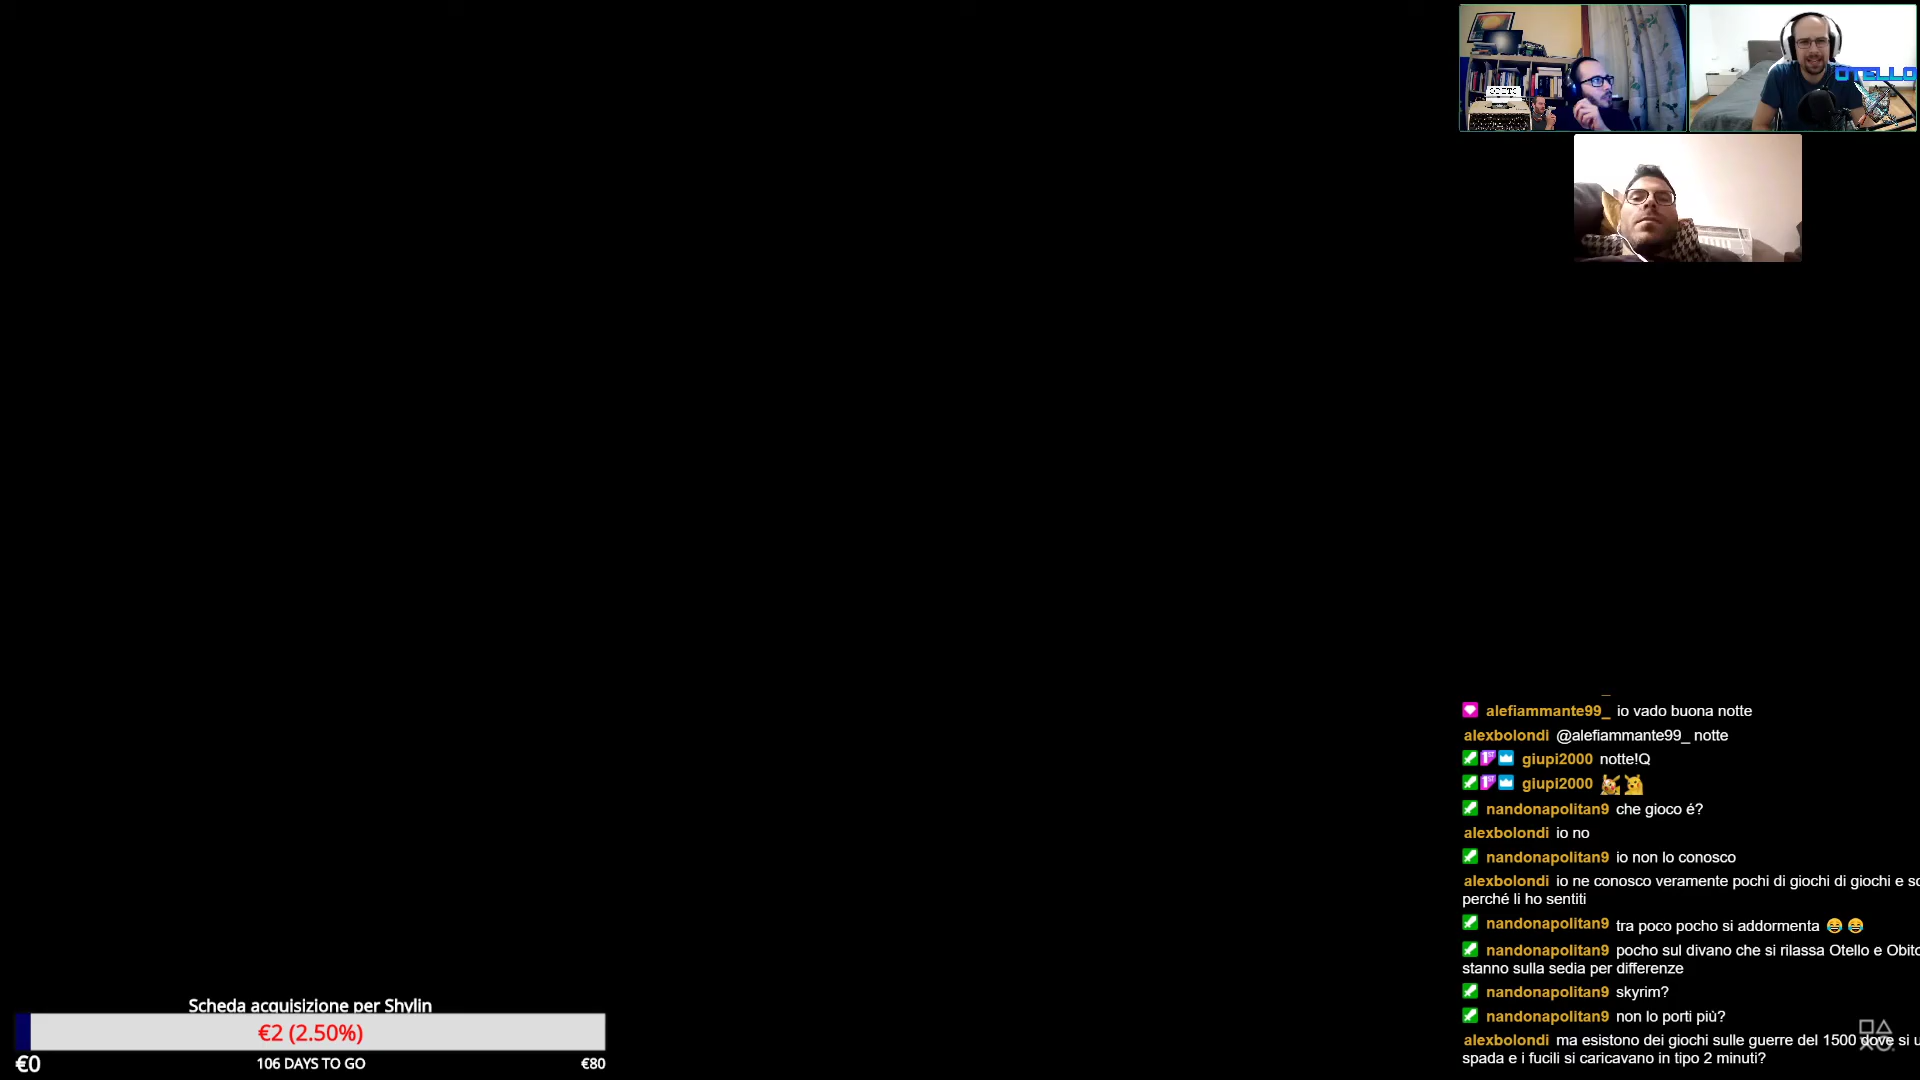 OTELLO
alefiammante99_ io vado buona notte
alexbolondi @alefiammante99_ notte
giupi2000 notte!Q
giupi2000
nandonapolitan9 che gioco é?
alexbolondi io no
nandonapolitan9 io non lo conosco
alexbolondi io ne conosco veramente pochi di giochi di giochi e
perché li ho sentiti
nandonapolitan9 tra poco pocho si addormenta 😂 😂
nandonapolitan9 pocho sul divano che si rilassa Otello e Obito
stanno sulla sedia per differenze
nandonapolitan9 skyrim?
nandonapolitan9 non lo porti più?
alexbolondi ma esistono dei giochi sulle guerre del 1500 dove si
spada e i fucili si caricavano in tipo 2 minuti?
Scheda acquisizione per Shylin
€2 (2.50%)
€0 106 DAYS TO GO €80